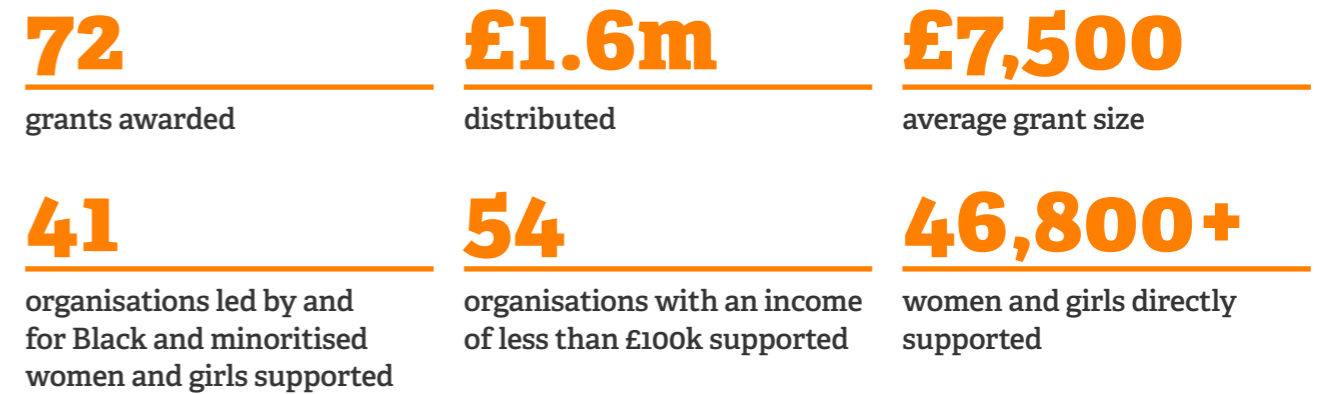 72
grants awarded
£1.6m
distributed
£7,500
average grant size
41
organisations led by and
for Black and minoritised
women and girls supported
54
organisations with an income
of less than £100k supported
46,800+
women and girls directly
supported